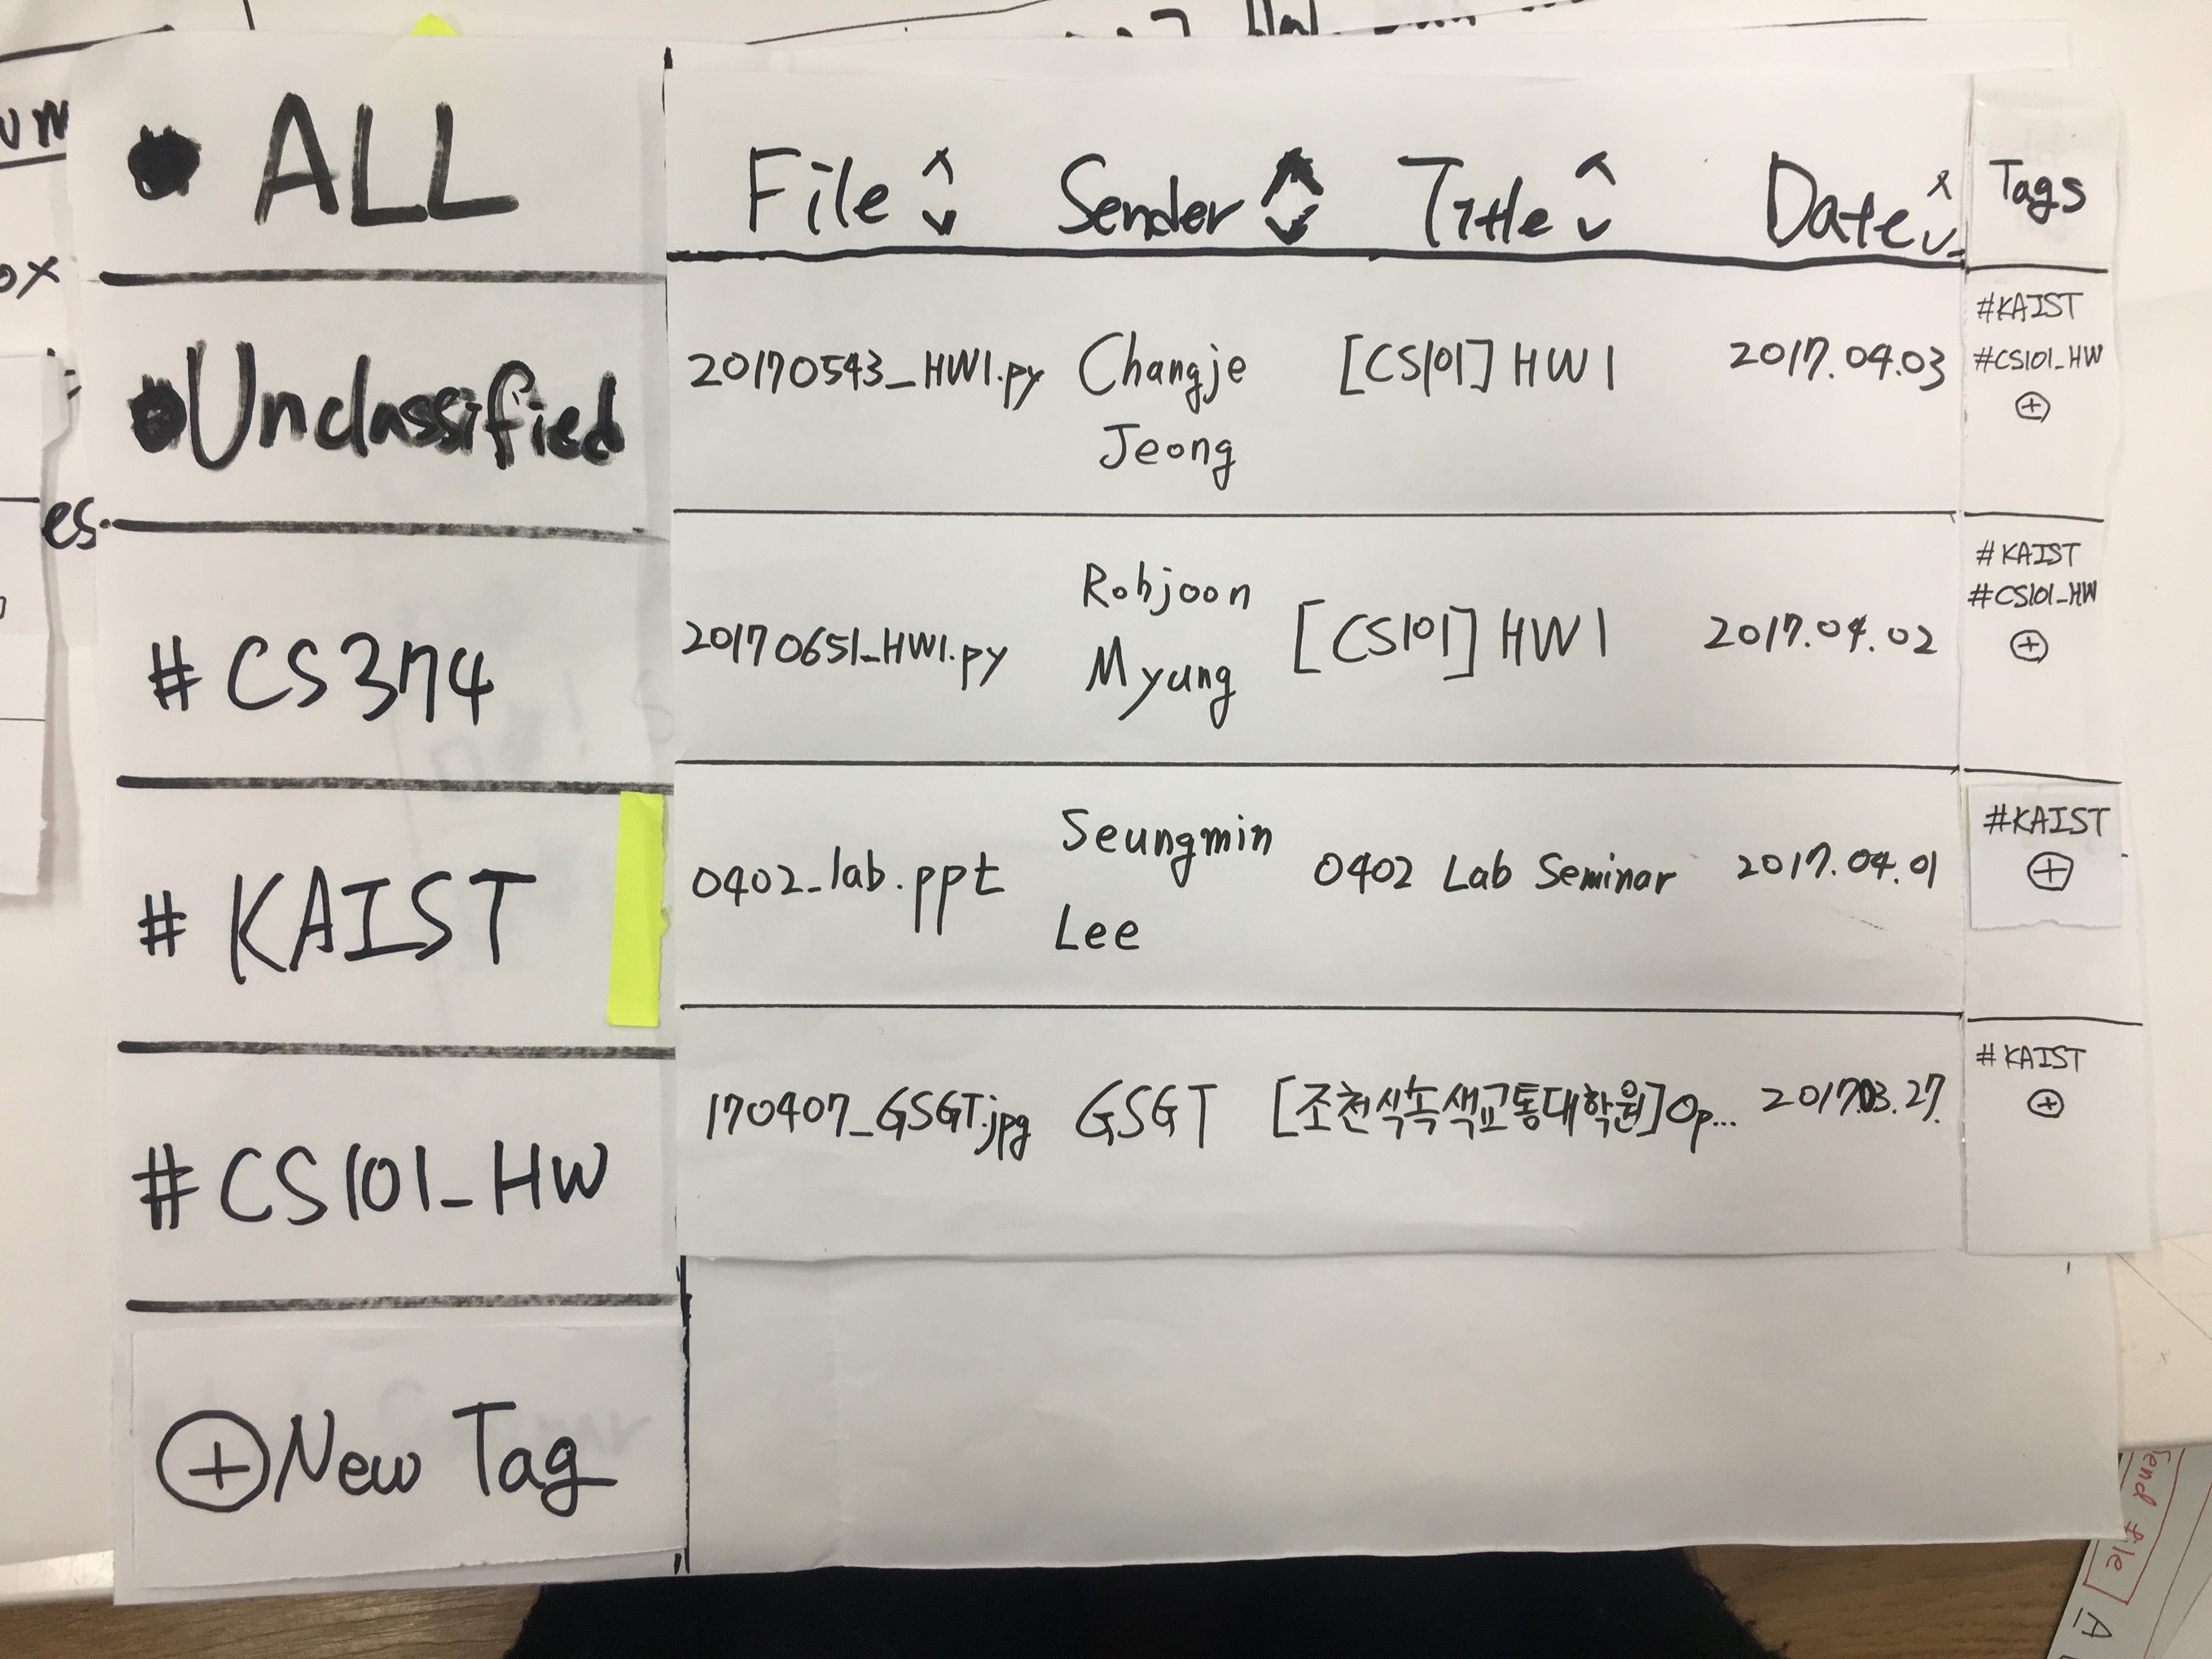 ALL
Unclassified
#CS374
#KAIST
#CS101_HW
New Tag
File Sender Title Date Tags
20170543_HW1.py Changje Jeong [CS101] HW1 2017.04.03 #KAIST #CS101_HW
20170651_HW1.py Rohjoon Myung [CS101] HW1 2017.04.02 #KAIST #CS101_HW
0402_lab.ppt Seungmin Lee 0402 Lab Seminar 2017.04.01 #KAIST
170407_GSGT.jpg GSGT [조천식녹색교통대학원]Op... 2017.03.27. #KAIST
es.
ox
Send file
A